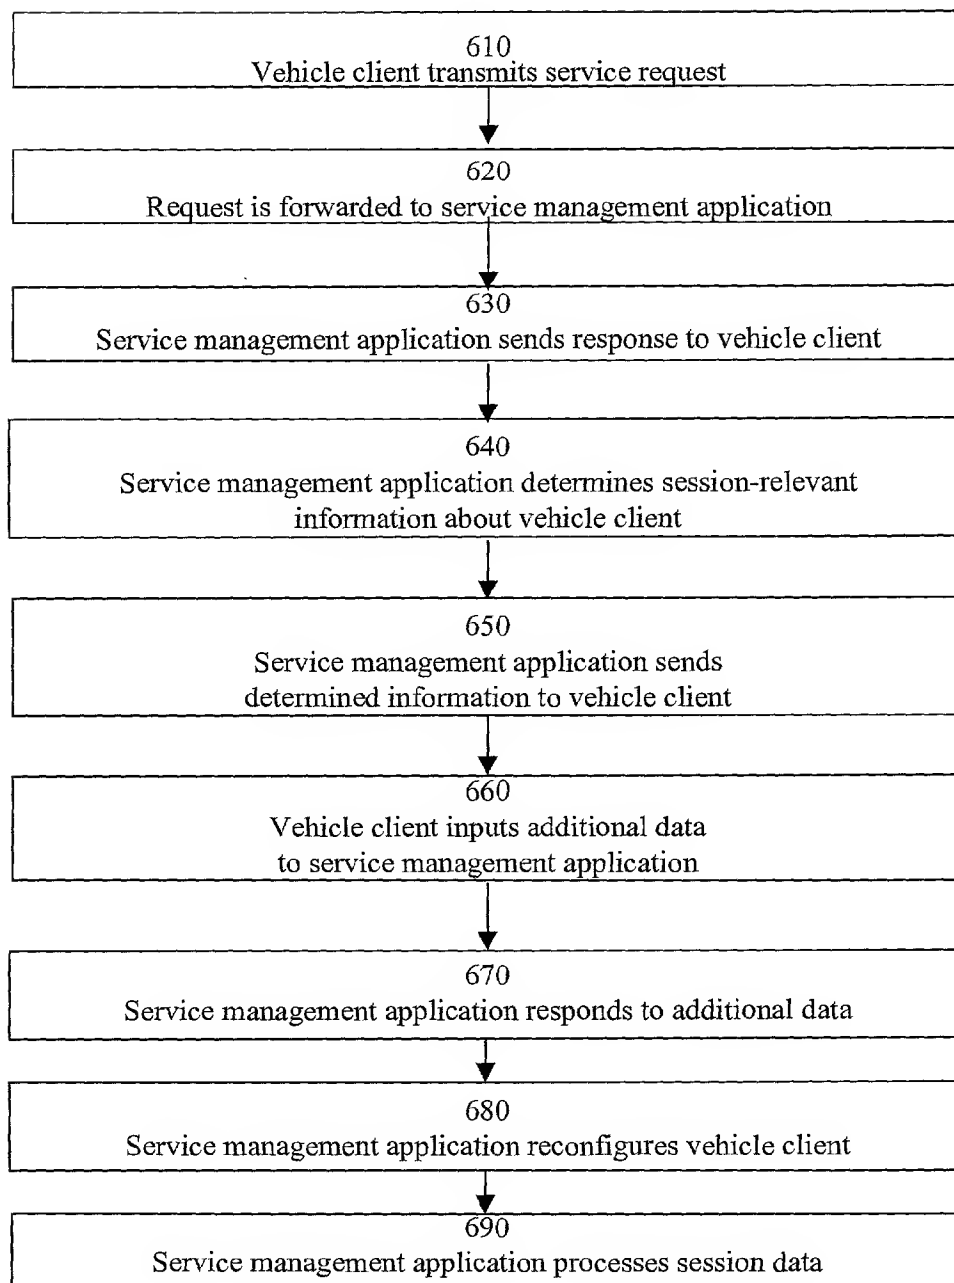 610
Vehicle client transmits service request
620
Request is forwarded to service management application
630
Service management application sends response to vehicle client
640
Service management application determines session-relevant
information about vehicle client
650
Service management application sends
determined information to vehicle client
660
Vehicle client inputs additional data
to service management application
670
Service management application responds to additional data
680
Service management application reconfigures vehicle client
690
Service management application processes session data